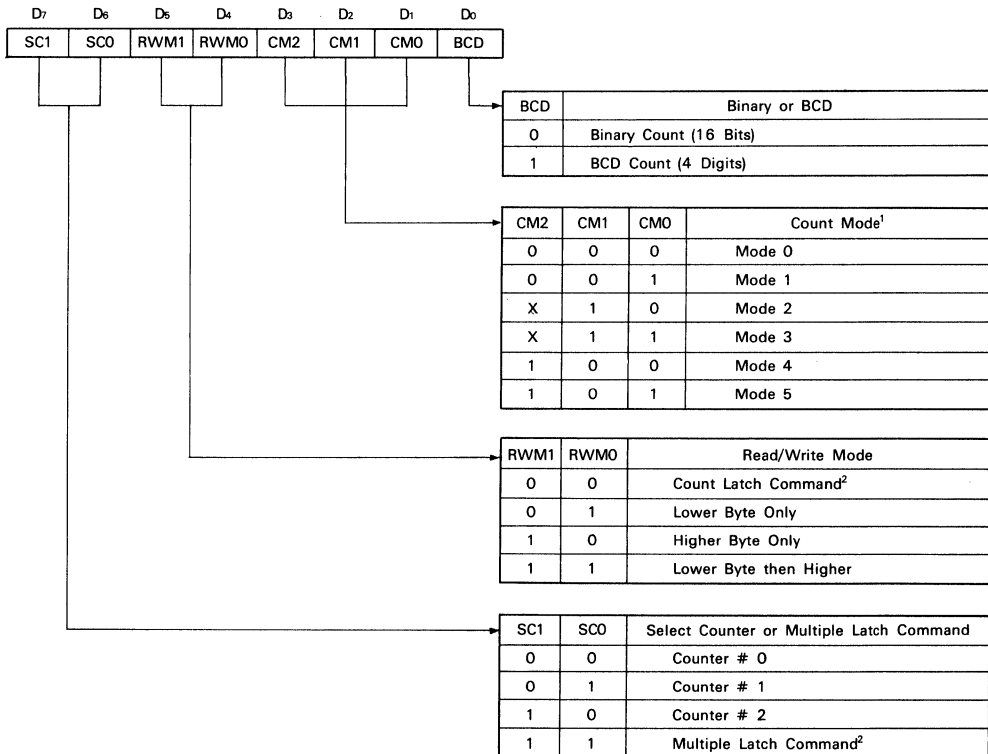 D7 D6 D5 D4 D3 D2 D1 D0
SC1 SC0 RWM1 RWM0 CM2 CM1 CM0 BCD
BCD Binary or BCD
0 Binary Count (16 Bits)
1 BCD Count (4 Digits)
CM2 CM1 CM0 Count Mode1
0 0 0 Mode 0
0 0 1 Mode 1
X 1 0 Mode 2
X 1 1 Mode 3
1 0 0 Mode 4
1 0 1 Mode 5
RWM1 RWM0 Read/Write Mode
0 0 Count Latch Command2
0 1 Lower Byte Only
1 0 Higher Byte Only
1 1 Lower Byte then Higher
SC1 SC0 Select Counter or Multiple Latch Command
0 0 Counter # 0
0 1 Counter # 1
1 0 Counter # 2
1 1 Multiple Latch Command2